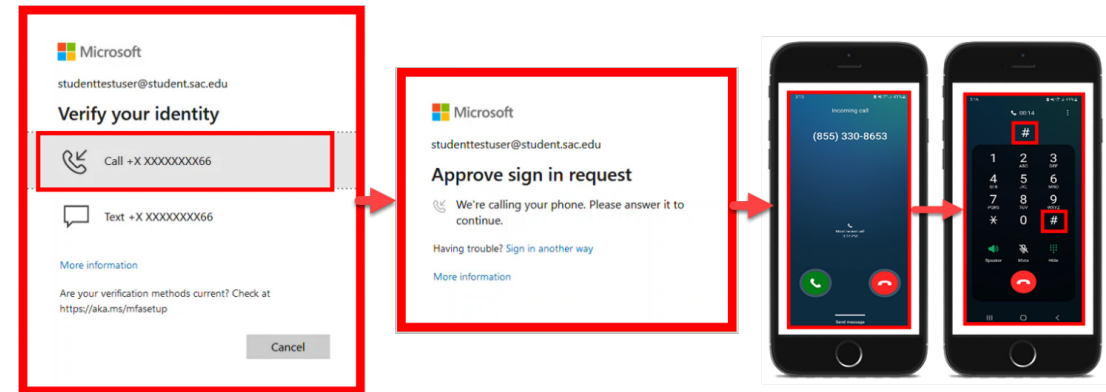 Microsoft
studenttestuser@student.sac.edu
Verify your identity
Call +X XXXXXXXX66
Text +X XXXXXXXX66
More information
Are your verification methods current? Check at
https://aka.ms/mfasetup
Cancel
Microsoft
studenttestuser@student.sac.edu
Approve sign in request
We're calling your phone. Please answer it to
continue.
Having trouble? Sign in another way
More information
Incoming call
(855) 330-8653
Send message
00:14
#
1 2 3
ABC DEF
4 5 6
GHI JKL MNO
7 8 9
PQRS TUV WXYZ
* 0 #
Speaker Mute Hide